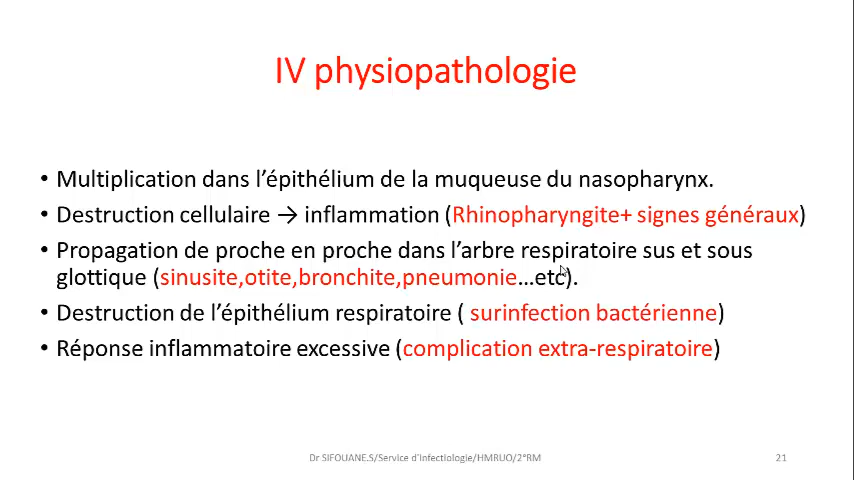 IV physiopathologie
• Multiplication dans l’épithélium de la muqueuse du nasopharynx.
• Destruction cellulaire → inflammation (Rhinopharyngite+ signes généraux)
• Propagation de proche en proche dans l’arbre respiratoire sus et sous
glottique (sinusite,otite,bronchite,pneumonie…etc).
• Destruction de l’épithélium respiratoire ( surinfection bactérienne)
• Réponse inflammatoire excessive (complication extra-respiratoire)
Dr SIFOUANE.S/Service d'Infectiologie/HMRUO/2°RM
21